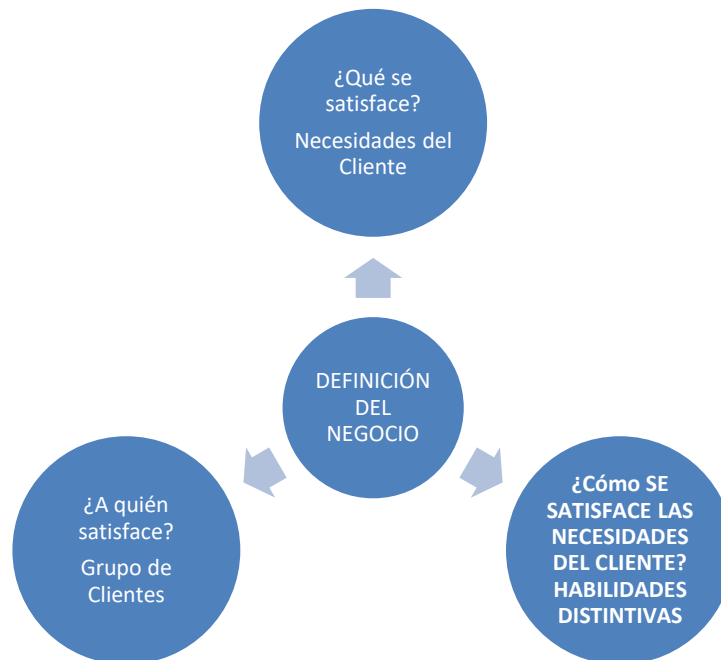 ¿Qué se
satisface?
Necesidades del
Cliente
DEFINICIÓN
DEL
NEGOCIO
¿A quién
satisface?
Grupo de
Clientes
¿Cómo SE
SATISFACE LAS
NECESIDADES
DEL CLIENTE?
HABILIDADES
DISTINTIVAS